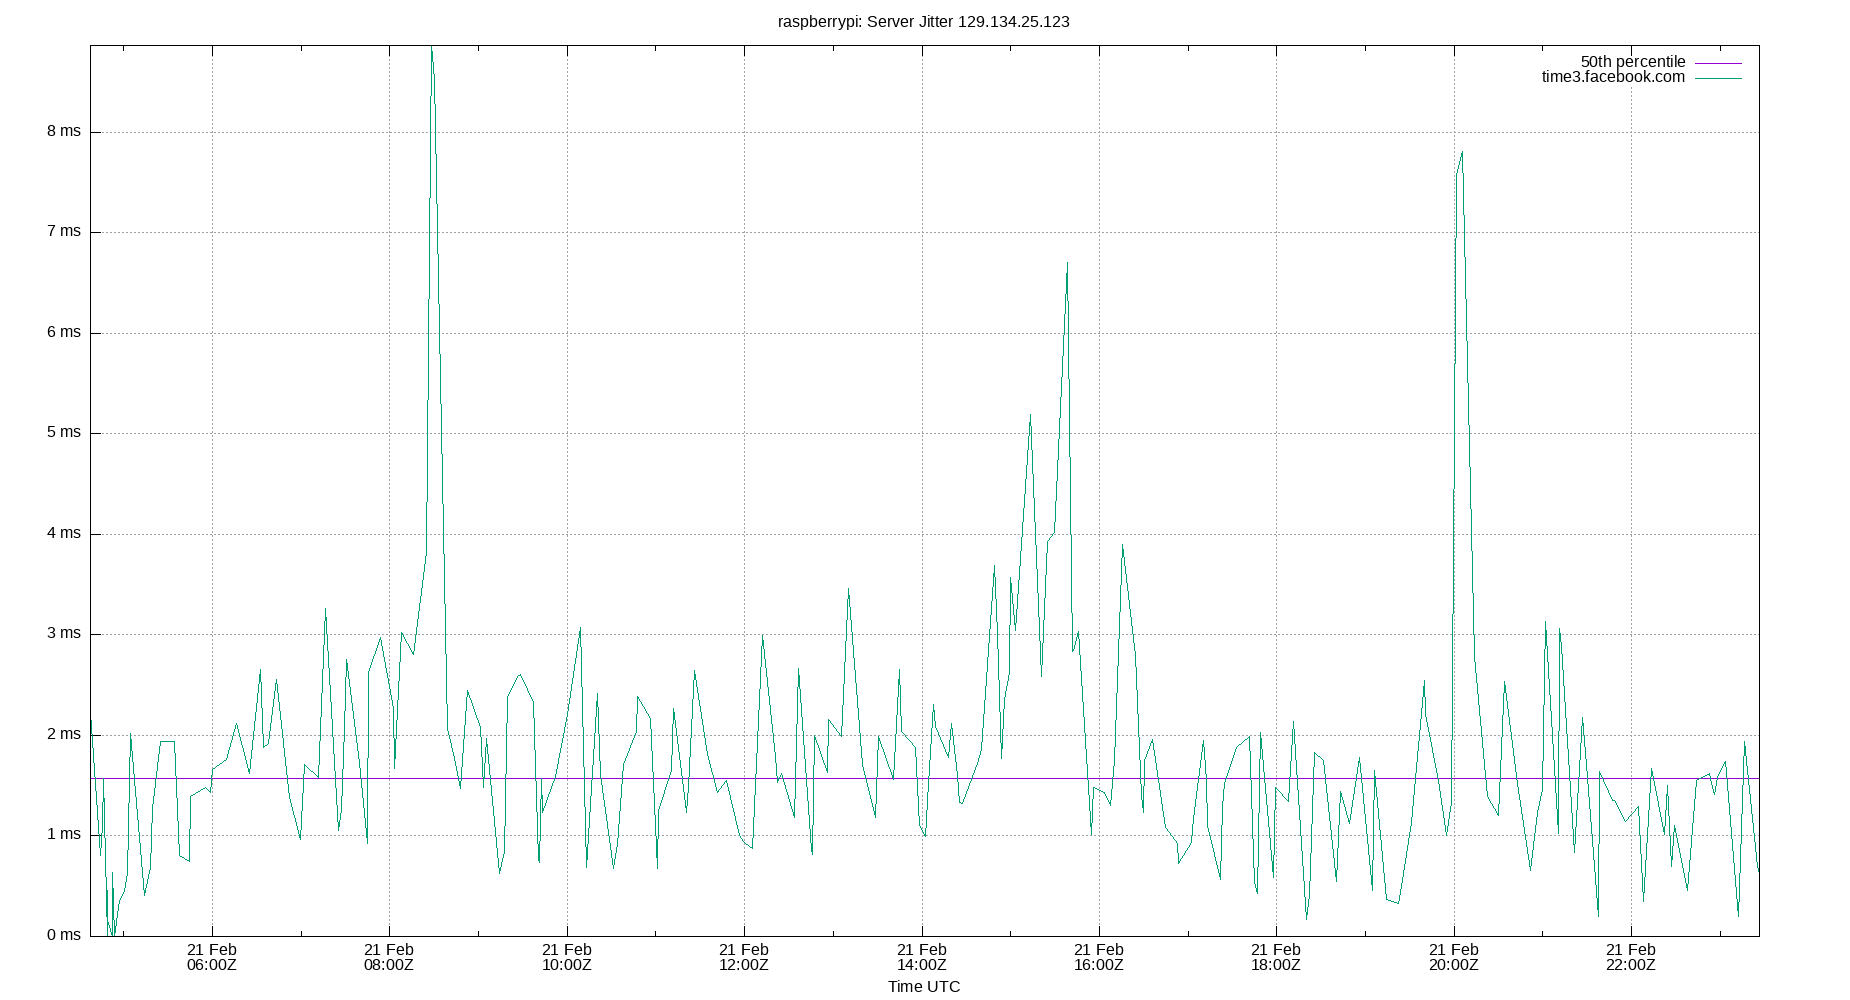 raspberrypi: Server Jitter 129.134.25.123
50th percentile
time3.facebook.com
8 ms
7 ms
6 ms
5 ms
4 ms
3 ms
2 ms
1 ms
0 ms
21 Feb
06:00Z
21 Feb
08:00Z
21 Feb
10:00Z
21 Feb
12:00Z
21 Feb
14:00Z
21 Feb
16:00Z
21 Feb
18:00Z
21 Feb
20:00Z
21 Feb
22:00Z
Time UTC